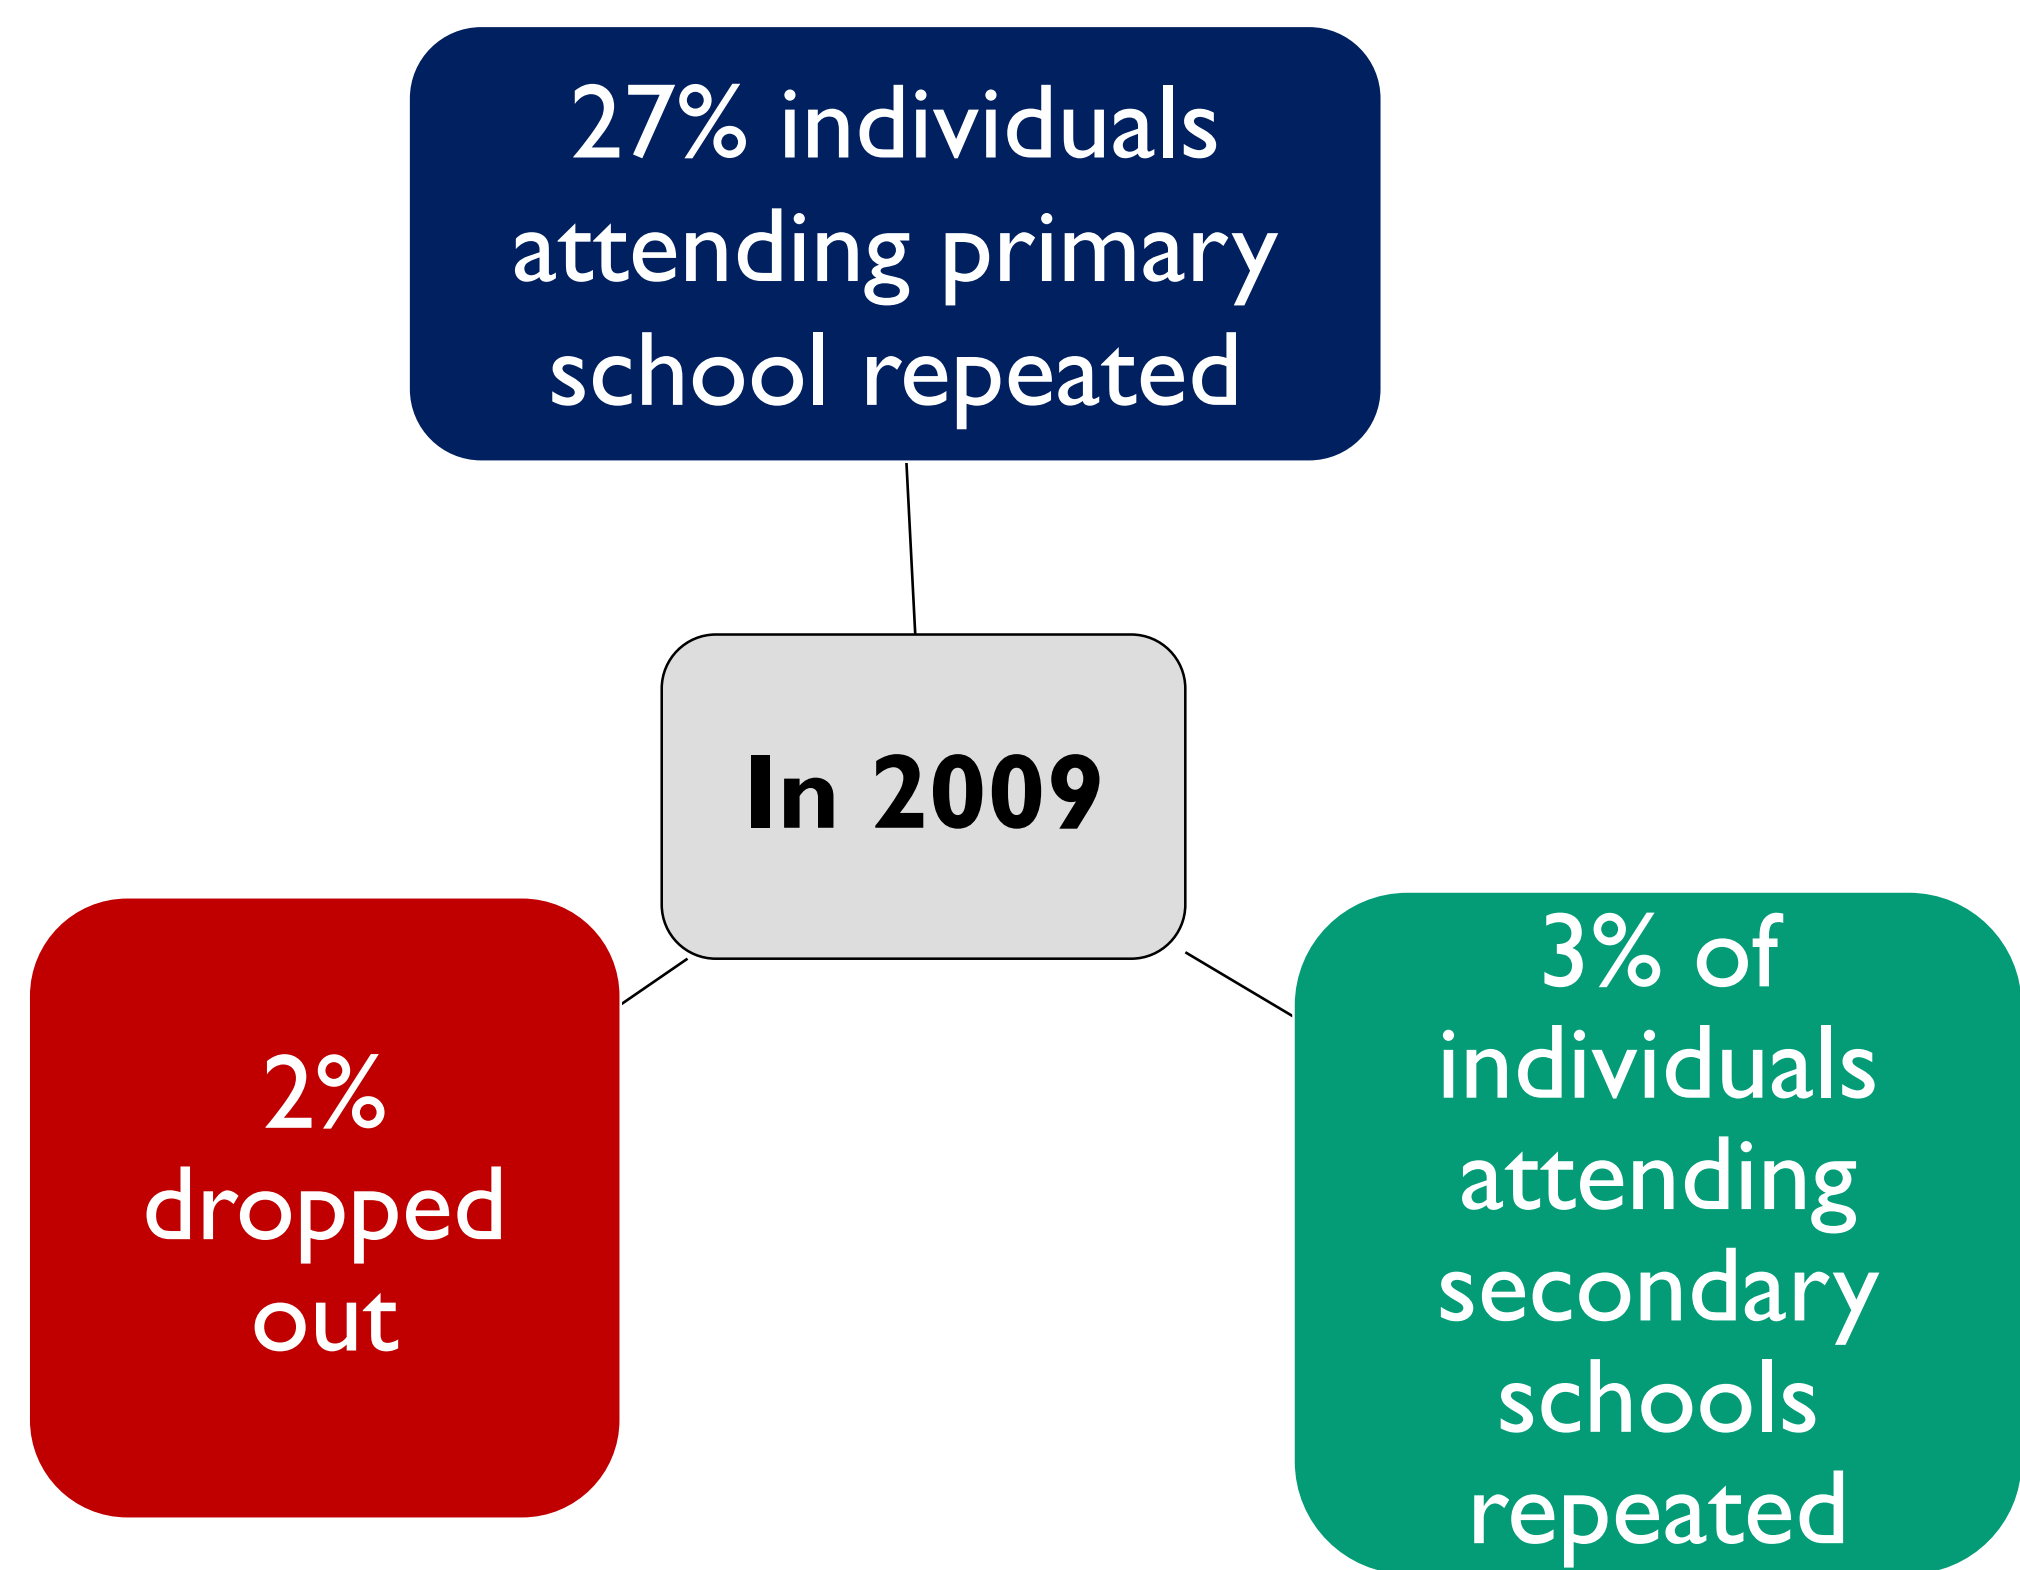 27% individuals
attending primary
school repeated
In 2009
2%
dropped
out
3% of
individuals
attending
secondary
schools
repeated